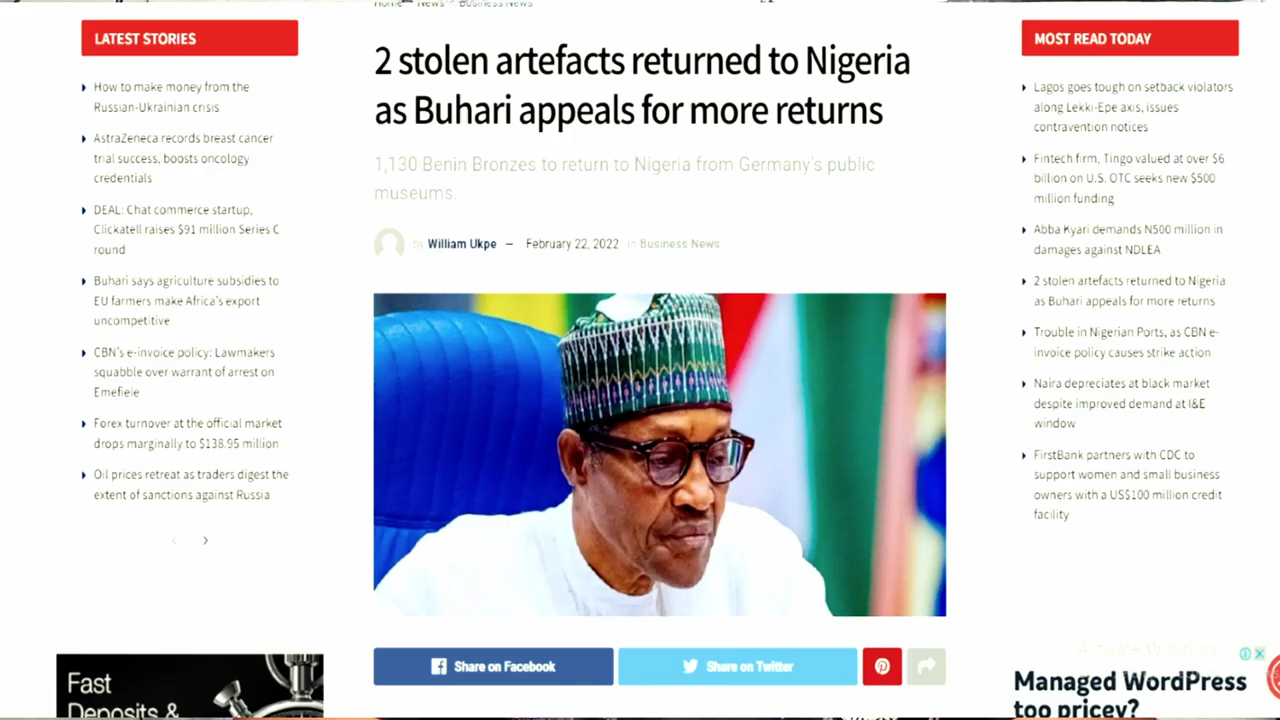 Home News Business News
LATEST STORIES
How to make money from the
Russian-Ukrainian crisis
AstraZeneca records breast cancer
trial success, boosts oncology
credentials
DEAL: Chat commerce startup,
Clickatell raises $91 million Series C
round
Buhari says agriculture subsidies to
EU farmers make Africa's export
uncompetitive
CBN's e-invoice policy: Lawmakers
squabble over warrant of arrest on
Emefiele
Forex turnover at the official market
drops marginally to $138.95 million
Oil prices retreat as traders digest the
extent of sanctions against Russia
Fast
Deposits &
2 stolen artefacts returned to Nigeria
as Buhari appeals for more returns
1,130 Benin Bronzes to return to Nigeria from Germany's public
museums.
by William Ukpe — February 22, 2022 in Business News
Share on Facebook
Share on Twitter
MOST READ TODAY
Lagos goes tough on setback violators
along Lekki-Epe axis, issues
contravention notices
Fintech firm, Tingo valued at over $6
billion on U.S. OTC seeks new $500
million funding
Abba Kyari demands N500 million in
damages against NDLEA
2 stolen artefacts returned to Nigeria
as Buhari appeals for more returns
Trouble in Nigerian Ports, as CBN e-
invoice policy causes strike action
Naira depreciates at black market
despite improved demand at I&E
window
FirstBank partners with CDC to
support women and small business
owners with a US$100 million credit
facility
Activate Windows
Managed WordPress
too pricey?